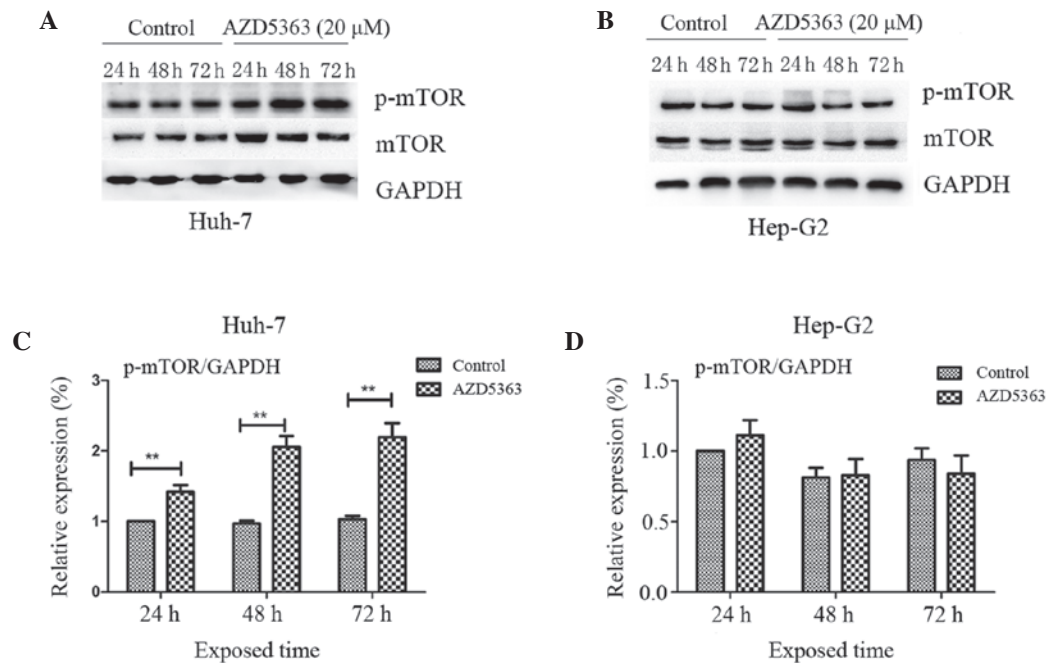 A
Control AZD5363 (20 μM)
24 h 48 h 72 h 24 h 48 h 72 h
p-mTOR
mTOR
GAPDH
Huh-7
B
Control AZD5363 (20 μM)
24 h 48 h 72 h 24 h 48 h 72 h
p-mTOR
mTOR
GAPDH
Hep-G2
C
Huh-7
p-mTOR/GAPDH
Control
AZD5363
Relative expression (%)
3
2
1
0
** ** **
24 h 48 h 72 h
Exposed time
D
Hep-G2
p-mTOR/GAPDH
Control
AZD5363
Relative expression (%)
1.5
1.0
0.5
0.0
24 h 48 h 72 h
Exposed time